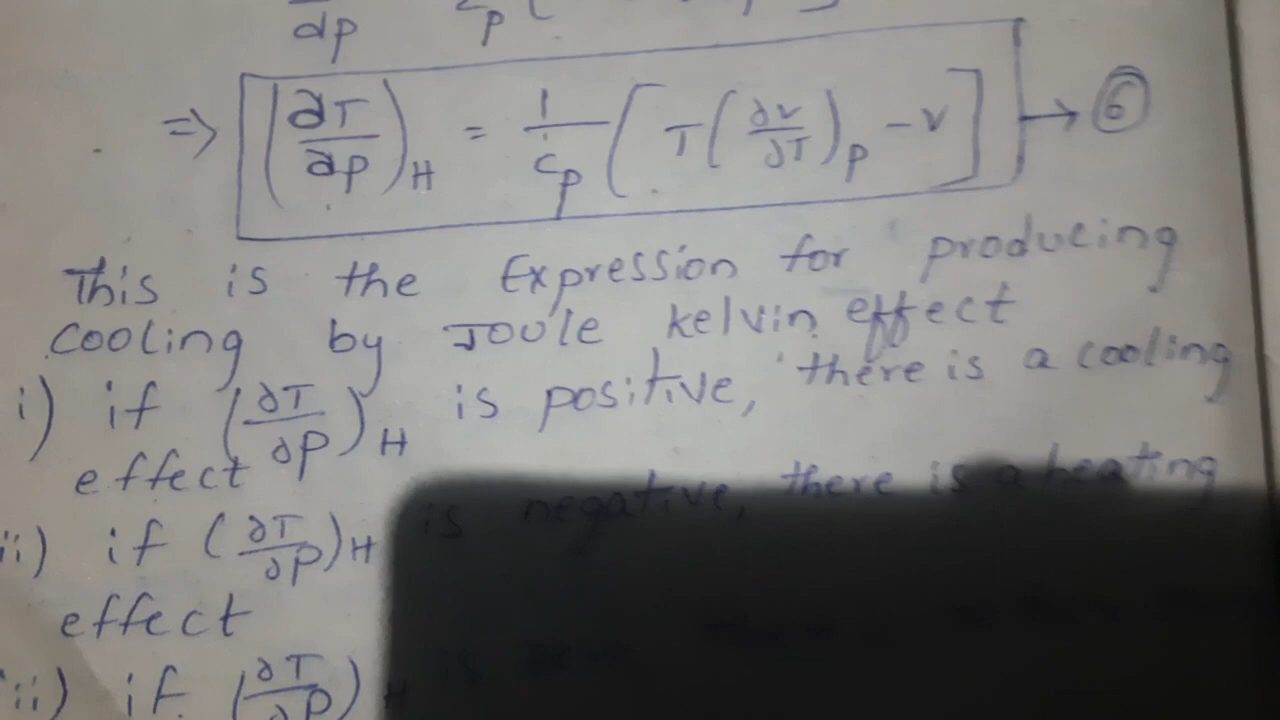 dp Cp [
=> (∂T/∂p)H = 1/Cp [T(∂v/∂T)p - v] → ⑥
This is the Expression for producing
cooling by Joule kelvin effect
i) if (∂T/∂p)H is positive, there is a cooling
effect
ii) if (∂T/∂p)H is negative, there is a heating
effect
iii) if (∂T/∂p)H